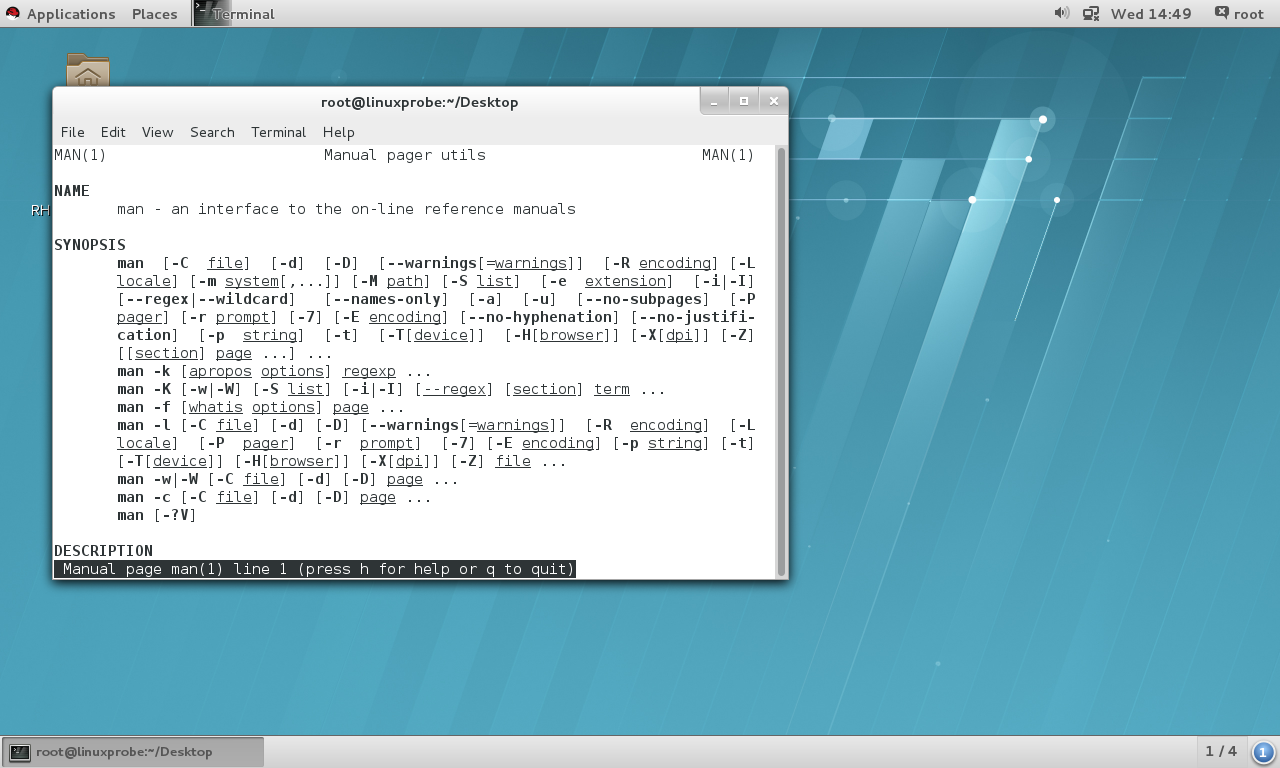 Applications Places Terminal Wed 14:49 root
root@linuxprobe:~/Desktop
File Edit View Search Terminal Help
MAN(1) Manual pager utils MAN(1)
NAME
man - an interface to the on-line reference manuals
RH
SYNOPSIS
man [-C file] [-d] [-D] [--warnings[=warnings]] [-R encoding] [-L
locale] [-m system[,...]] [-M path] [-S list] [-e extension] [-i|-I]
[--regex|--wildcard] [--names-only] [-a] [-u] [--no-subpages] [-P
pager] [-r prompt] [-7] [-E encoding] [--no-hyphenation] [--no-justifi-
cation] [-p string] [-t] [-T[device]] [-H[browser]] [-X[dpi]] [-Z]
[[section] page ...] ...
man -k [apropos options] regexp ...
man -K [-w|-W] [-S list] [-i|-I] [--regex] [section] term ...
man -f [whatis options] page ...
man -l [-C file] [-d] [-D] [--warnings[=warnings]] [-R encoding] [-L
locale] [-P pager] [-r prompt] [-7] [-E encoding] [-p string] [-t]
[-T[device]] [-H[browser]] [-X[dpi]] [-Z] file ...
man -w|-W [-C file] [-d] [-D] page ...
man -c [-C file] [-d] [-D] page ...
man [-?V]
DESCRIPTION
Manual page man(1) line 1 (press h for help or q to quit)
root@linuxprobe:~/Desktop 1 / 4 1